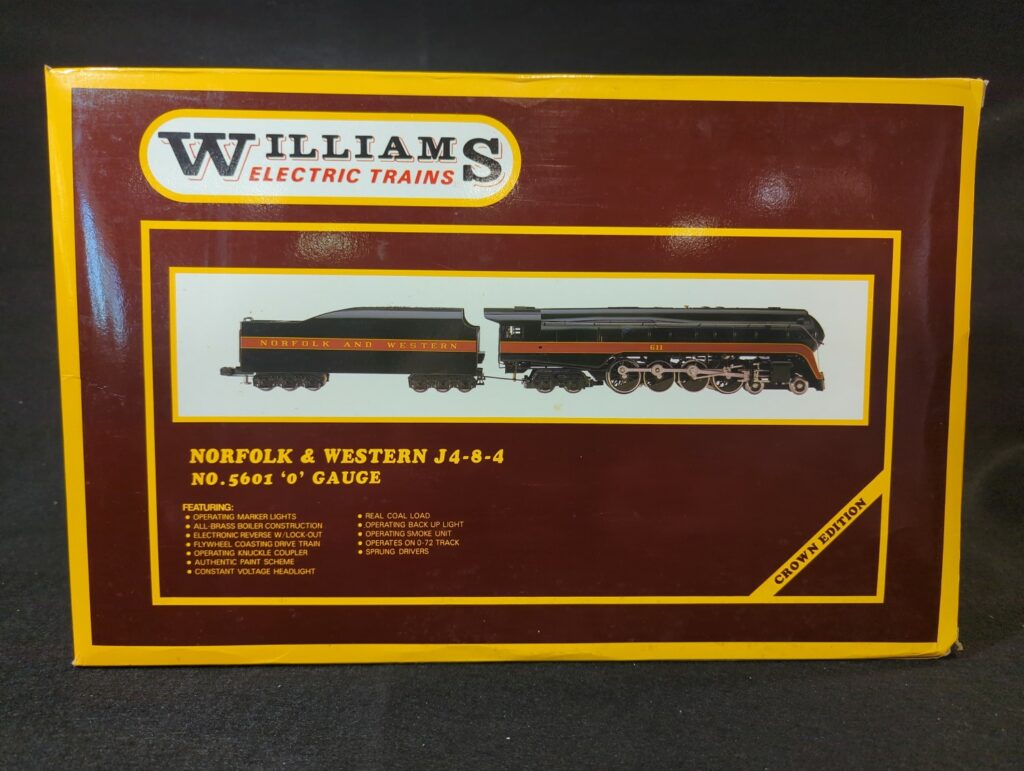 WILLIAMS
ELECTRIC TRAINS
NORFOLK AND WESTERN
611
NORFOLK & WESTERN J4-8-4
NO. 5601 'O' GAUGE
FEATURING:
• OPERATING MARKER LIGHTS
• ALL-BRASS BOILER CONSTRUCTION
• ELECTRONIC REVERSE W/LOCK-OUT
• FLYWHEEL COASTING DRIVE TRAIN
• OPERATING KNUCKLE COUPLER
• AUTHENTIC PAINT SCHEME
• CONSTANT VOLTAGE HEADLIGHT
• REAL COAL LOAD
• OPERATING BACK UP LIGHT
• OPERATING SMOKE UNIT
• OPERATES ON 0-72 TRACK
• SPRUNG DRIVERS
CROWN EDITION